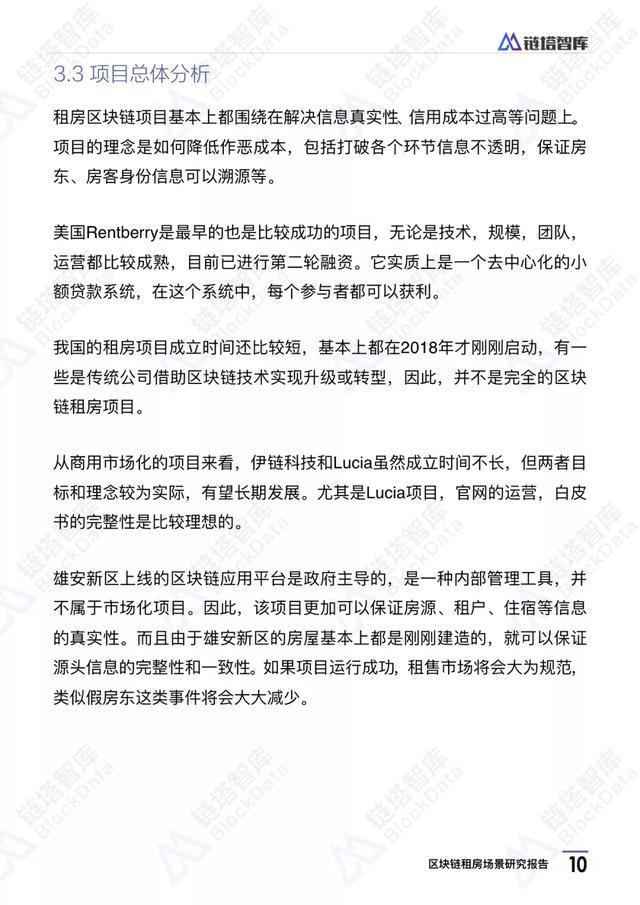 链塔智库
3.3 项目总体分析
租房区块链项目基本上都围绕在解决信息真实性、信用成本过高等问题上。
项目的理念是如何降低作恶成本，包括打破各个环节信息不透明，保证房
东、房客身份信息可以溯源等。
美国Rentberry是最早的也是比较成功的项目，无论是技术，规模，团队，
运营都比较成熟，目前已进行第二轮融资。它实质上是一个去中心化的小
额贷款系统，在这个系统中，每个参与者都可以获利。
我国的租房项目成立时间还比较短，基本上都在2018年才刚刚启动，有一
些是传统公司借助区块链技术实现升级或转型，因此，并不是完全的区块
链租房项目。
从商用市场化的项目来看，伊链科技和Lucia虽然成立时间不长，但两者目
标和理念较为实际，有望长期发展。尤其是Lucia项目，官网的运营，白皮
书的完整性是比较理想的。
雄安新区上线的区块链应用平台是政府主导的，是一种内部管理工具，并
不属于市场化项目。因此，该项目更加可以保证房源、租户、住宿等信息
的真实性。而且由于雄安新区的房屋基本上都是刚刚建造的，就可以保证
源头信息的完整性和一致性。如果项目运行成功，租售市场将会大为规范，
类似假房东这类事件将会大大减少。
区块链租房场景研究报告 10
链塔智库
BlockData